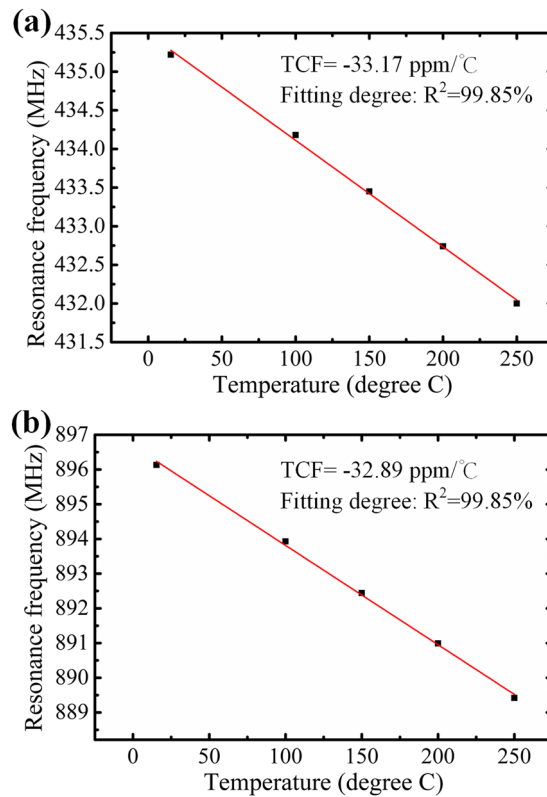 (a)
435.5
435.0
434.5
434.0
433.5
433.0
432.5
432.0
431.5
Resonance frequency (MHz)
TCF= -33.17 ppm/℃
Fitting degree: R²=99.85%
0 50 100 150 200 250
Temperature (degree C)
(b)
897
896
895
894
893
892
891
890
889
Resonance frequency (MHz)
TCF= -32.89 ppm/℃
Fitting degree: R²=99.85%
0 50 100 150 200 250
Temperature (degree C)